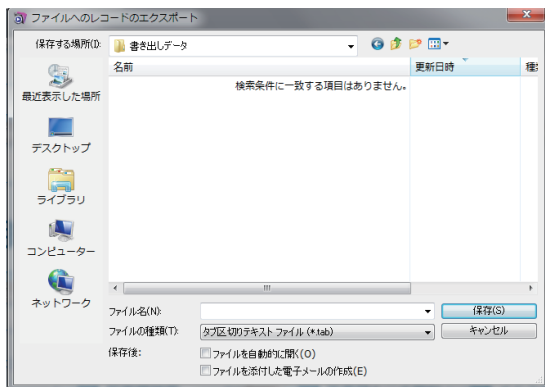 ファイルへのレコードのエクスポート
保存する場所(I):
書き出しデータ
名前
更新日時
種
検索条件に一致する項目はありません。
最近表示した場所
デスクトップ
ライブラリ
コンピューター
ネットワーク
ファイル名(N):
保存(S)
ファイルの種類(T):
タブ区切りテキスト ファイル (*.tab)
キャンセル
保存後:
ファイルを自動的に開く(O)
ファイルを添付した電子メールの作成(E)